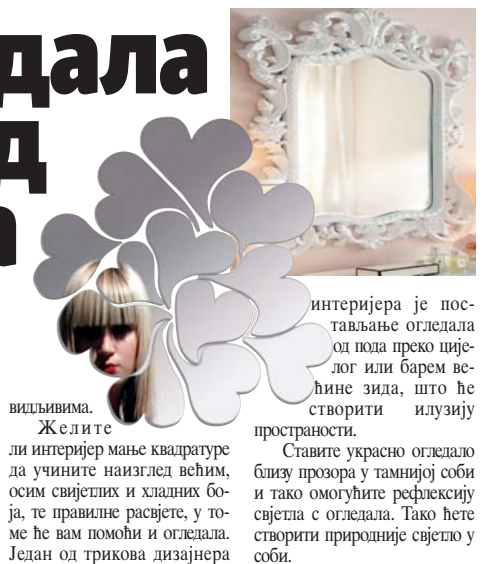 дала
д
а
видљивима.
Желите
ли интеријер мање квадратуре
да учините наизглед већим,
осим свијетлих и хладних бо-
ја, те правилне расвјете, у то-
ме ће вам помоћи и огледала.
Један од трикова дизајнера
интеријера је пос-
тављање огледала
од пода преко ције-
лог или барем ве-
ћине зида, што ће
створити илузију
пространости.
Ставите украсно огледало
близу прозора у тамнијој соби
и тако омогућите рефлексију
свјетла с огледала. Тако ћете
створити природније свјетло у
соби.